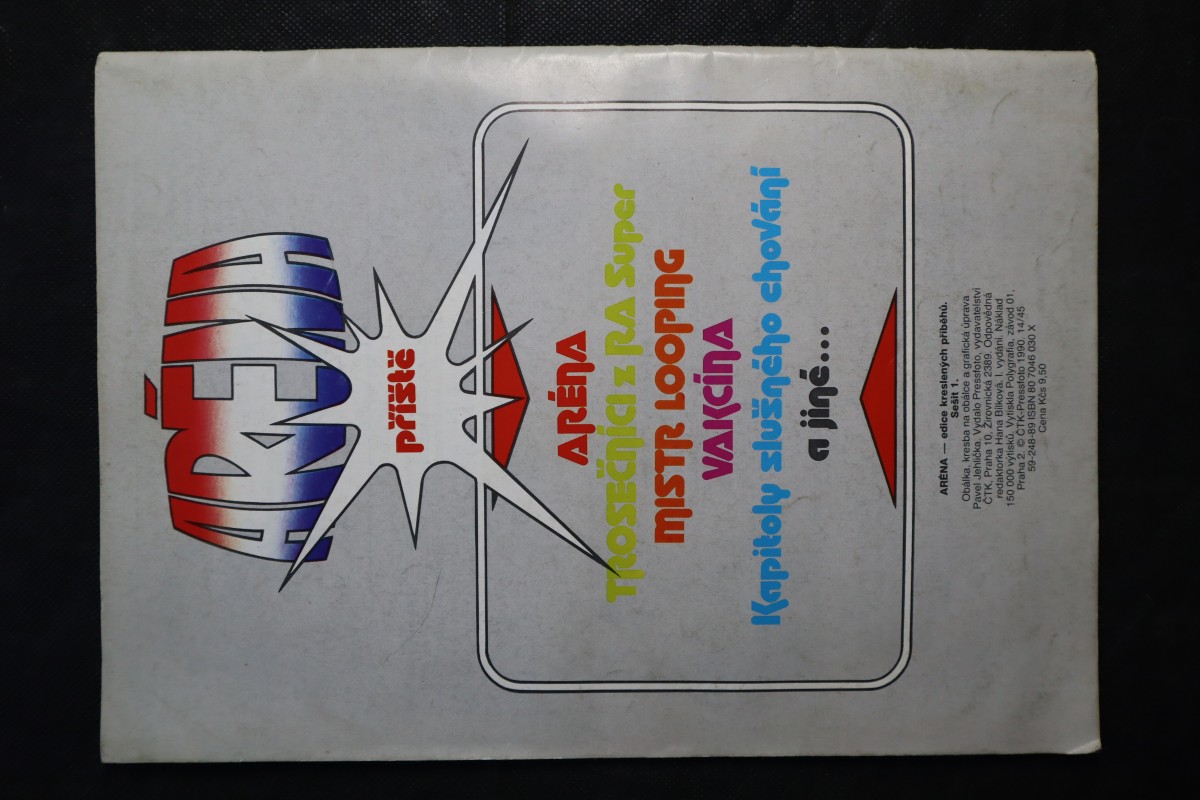 ARÉNA
příště
ARÉNA
TROSEČNÍCI z RA Super
MISTR LOOPING
VAKCÍNA
Kapitoly slušného chování
a jiné...
ARÉNA — edice kreslených příběhů.
Sešit 1.
Obálka, kresba na obálce a grafická úprava
Pavel Jehlička. Vydalo Pressfoto, vydavatelství
ČTK, Praha 10, Žirovnická 2389. Odpovědná
redaktorka Hana Bílková. I. vydání. Náklad
150 000 výtisků. Vytiskla Polygrafia, závod 01,
Praha 2. © ČTK-Pressfoto 1990. 14/45
59-248-89 ISBN 80 7046 030 X
Cena Kčs 9,50